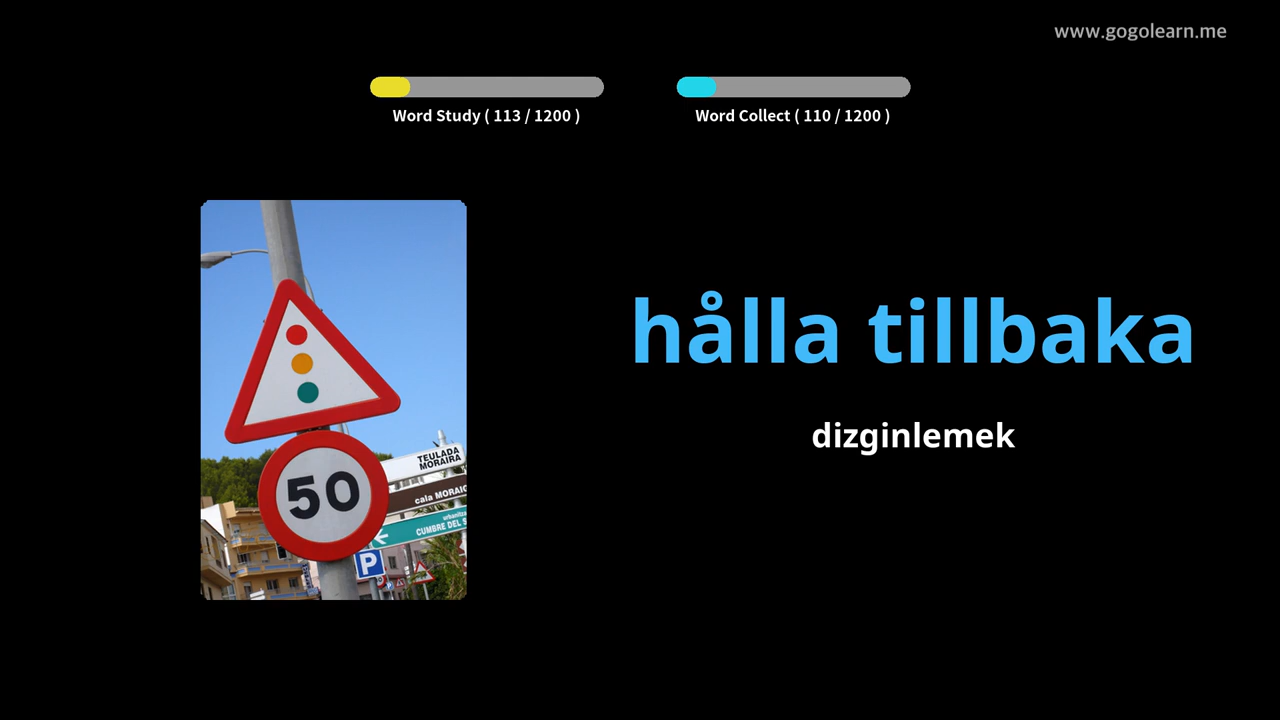 www.gogolearn.me
Word Study ( 113 / 1200 )
Word Collect ( 110 / 1200 )
hålla tillbaka
dizginlemek
TEULADA
MORAIRA
cala MORAIG
CUMBRE DEL S
50
P